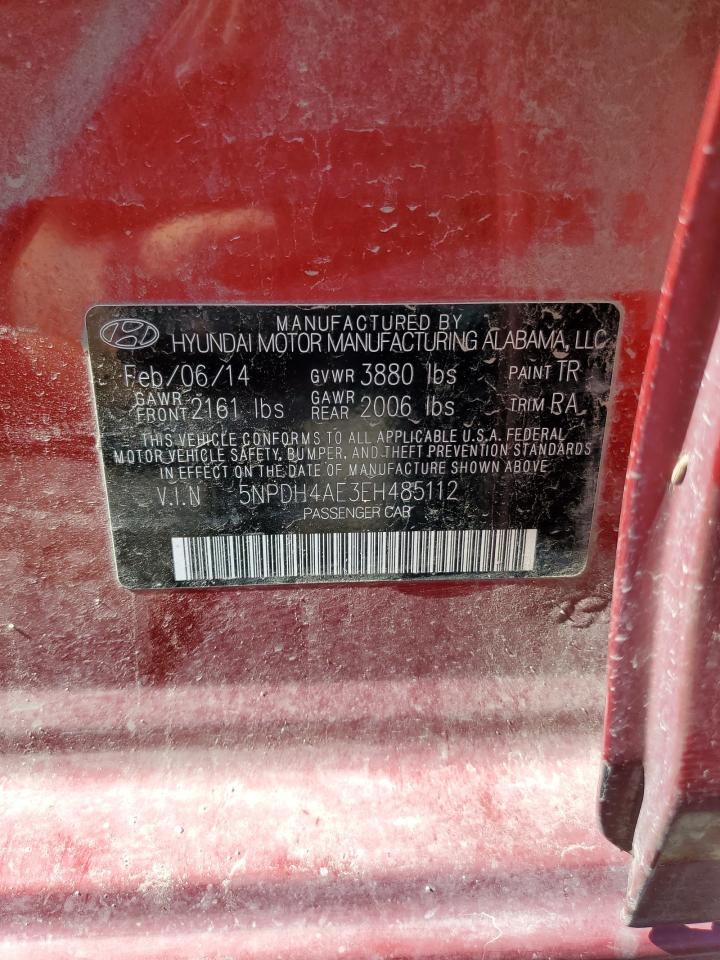 MANUFACTURED BY
HYUNDAI MOTOR MANUFACTURING ALABAMA, LLC
Feb/06/14 GVWR 3880 lbs PAINT TR
GAWR FRONT 2161 lbs GAWR REAR 2006 lbs TRIM BA
THIS VEHICLE CONFORMS TO ALL APPLICABLE U.S.A. FEDERAL
MOTOR VEHICLE SAFETY, BUMPER, AND THEFT PREVENTION STANDARDS
IN EFFECT ON THE DATE OF MANUFACTURE SHOWN ABOVE
V.I.N 5NPDH4AE3EH485112
PASSENGER CAR